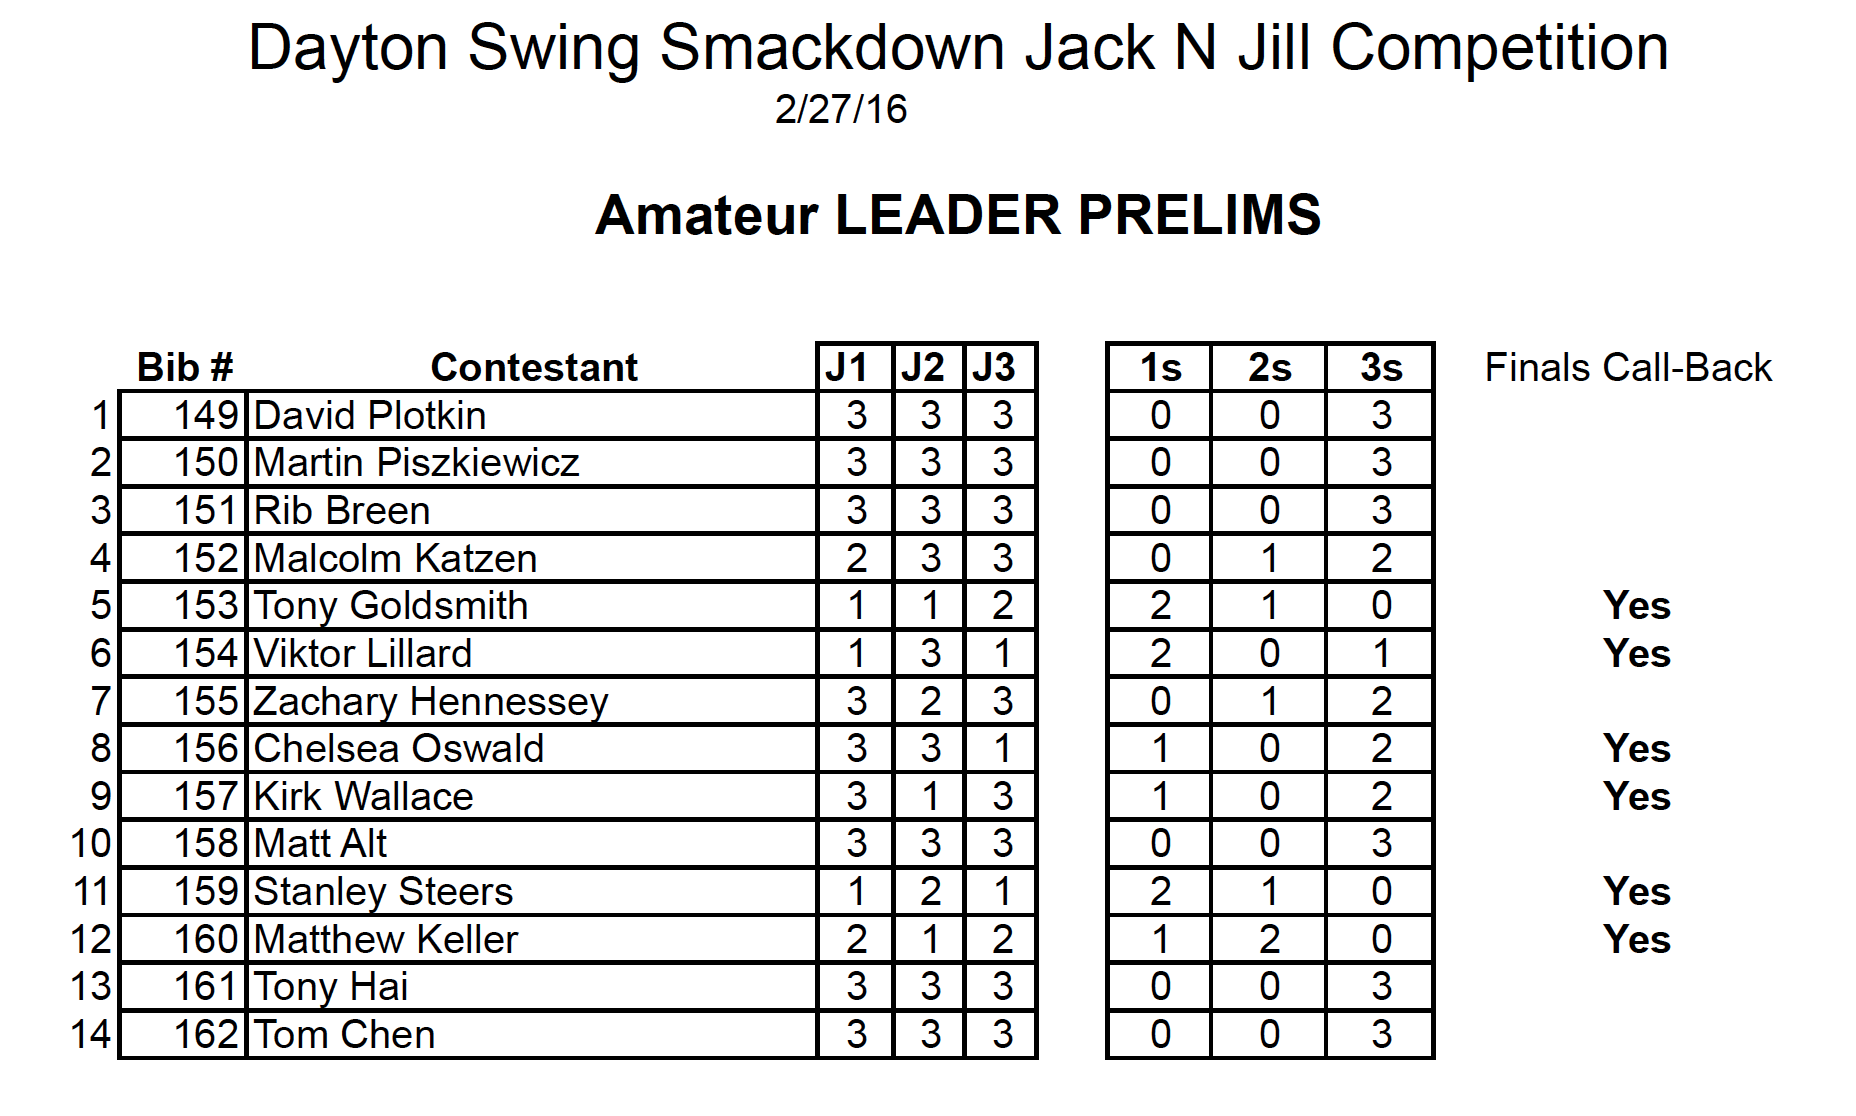 Dayton Swing Smackdown Jack N Jill Competition
2/27/16
Amateur LEADER PRELIMS
Bib # Contestant J1 J2 J3 1s 2s 3s Finals Call-Back
1 149 David Plotkin 3 3 3 0 0 3
2 150 Martin Piszkiewicz 3 3 3 0 0 3
3 151 Rib Breen 3 3 3 0 0 3
4 152 Malcolm Katzen 2 3 3 0 1 2
5 153 Tony Goldsmith 1 1 2 2 1 0 Yes
6 154 Viktor Lillard 1 3 1 2 0 1 Yes
7 155 Zachary Hennessey 3 2 3 0 1 2
8 156 Chelsea Oswald 3 3 1 1 0 2 Yes
9 157 Kirk Wallace 3 1 3 1 0 2 Yes
10 158 Matt Alt 3 3 3 0 0 3
11 159 Stanley Steers 1 2 1 2 1 0 Yes
12 160 Matthew Keller 2 1 2 1 2 0 Yes
13 161 Tony Hai 3 3 3 0 0 3
14 162 Tom Chen 3 3 3 0 0 3